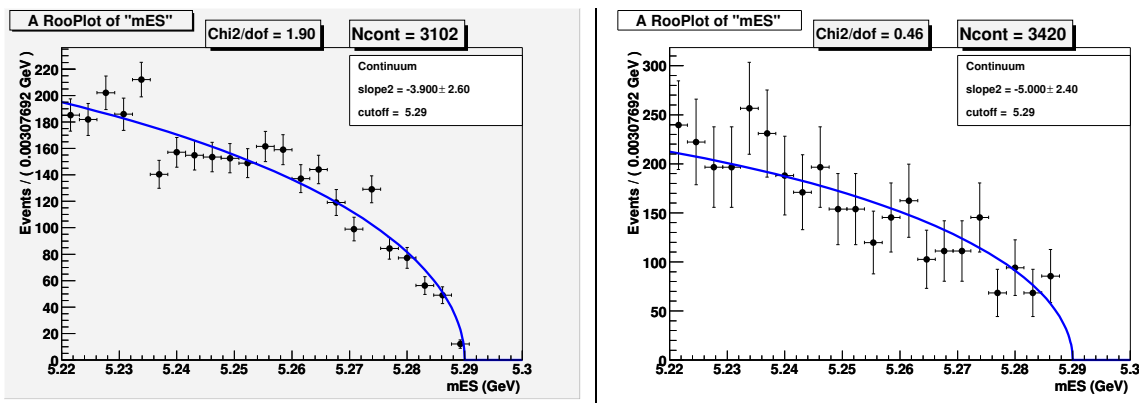 A RooPlot of "mES"
Chi2/dof = 1.90
Ncont = 3102
Continuum
slope2 = -3.900± 2.60
cutoff = 5.29
Events / ( 0.00307692 GeV )
220
200
180
160
140
120
100
80
60
40
20
0
5.22 5.23 5.24 5.25 5.26 5.27 5.28 5.29 5.3
mES (GeV)
A RooPlot of "mES"
Chi2/dof = 0.46
Ncont = 3420
Continuum
slope2 = -5.000± 2.40
cutoff = 5.29
Events / ( 0.00307692 GeV )
300
250
200
150
100
50
0
5.22 5.23 5.24 5.25 5.26 5.27 5.28 5.29 5.3
mES (GeV)